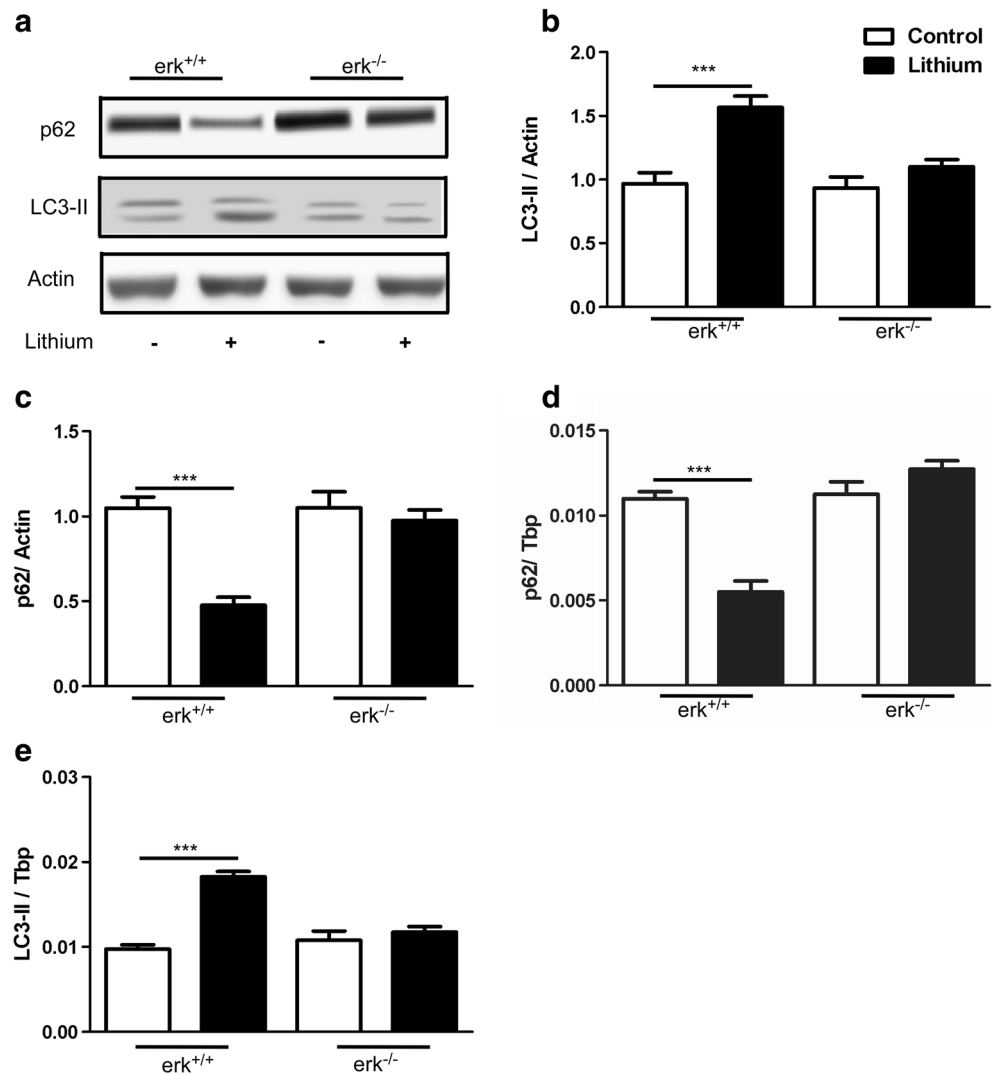 a
erk+/+ erk-/-
p62
LC3-II
Actin
Lithium - + - +
b
Control
Lithium
LC3-II / Actin
2.0
1.5
1.0
0.5
0.0
***
erk+/+ erk-/-
c
p62/ Actin
1.5
1.0
0.5
0.0
***
erk+/+ erk-/-
d
p62/ Tbp
0.015
0.010
0.005
0.000
***
erk+/+ erk-/-
e
LC3-II / Tbp
0.03
0.02
0.01
0.00
***
erk+/+ erk-/-